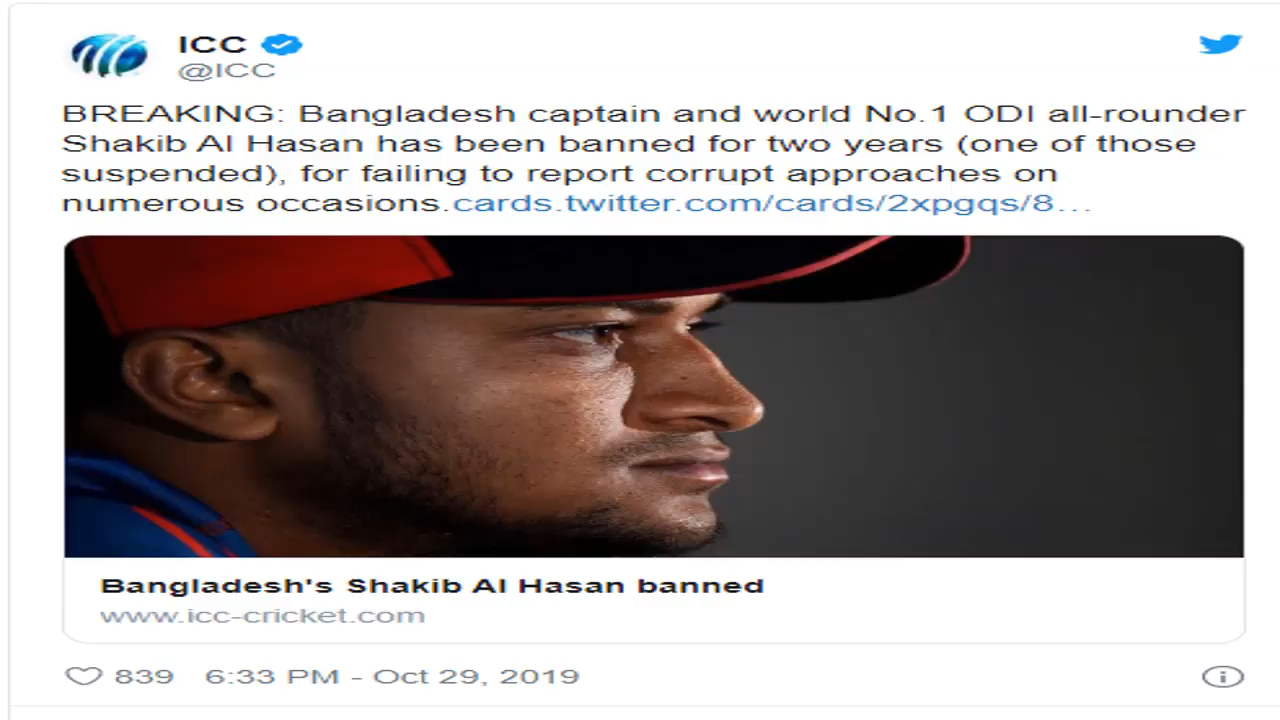 ICC
@ICC
BREAKING: Bangladesh captain and world No.1 ODI all-rounder
Shakib Al Hasan has been banned for two years (one of those
suspended), for failing to report corrupt approaches on
numerous occasions.cards.twitter.com/cards/2xpgqs/8…
Bangladesh's Shakib Al Hasan banned
www.icc-cricket.com
839 6:33 PM - Oct 29, 2019